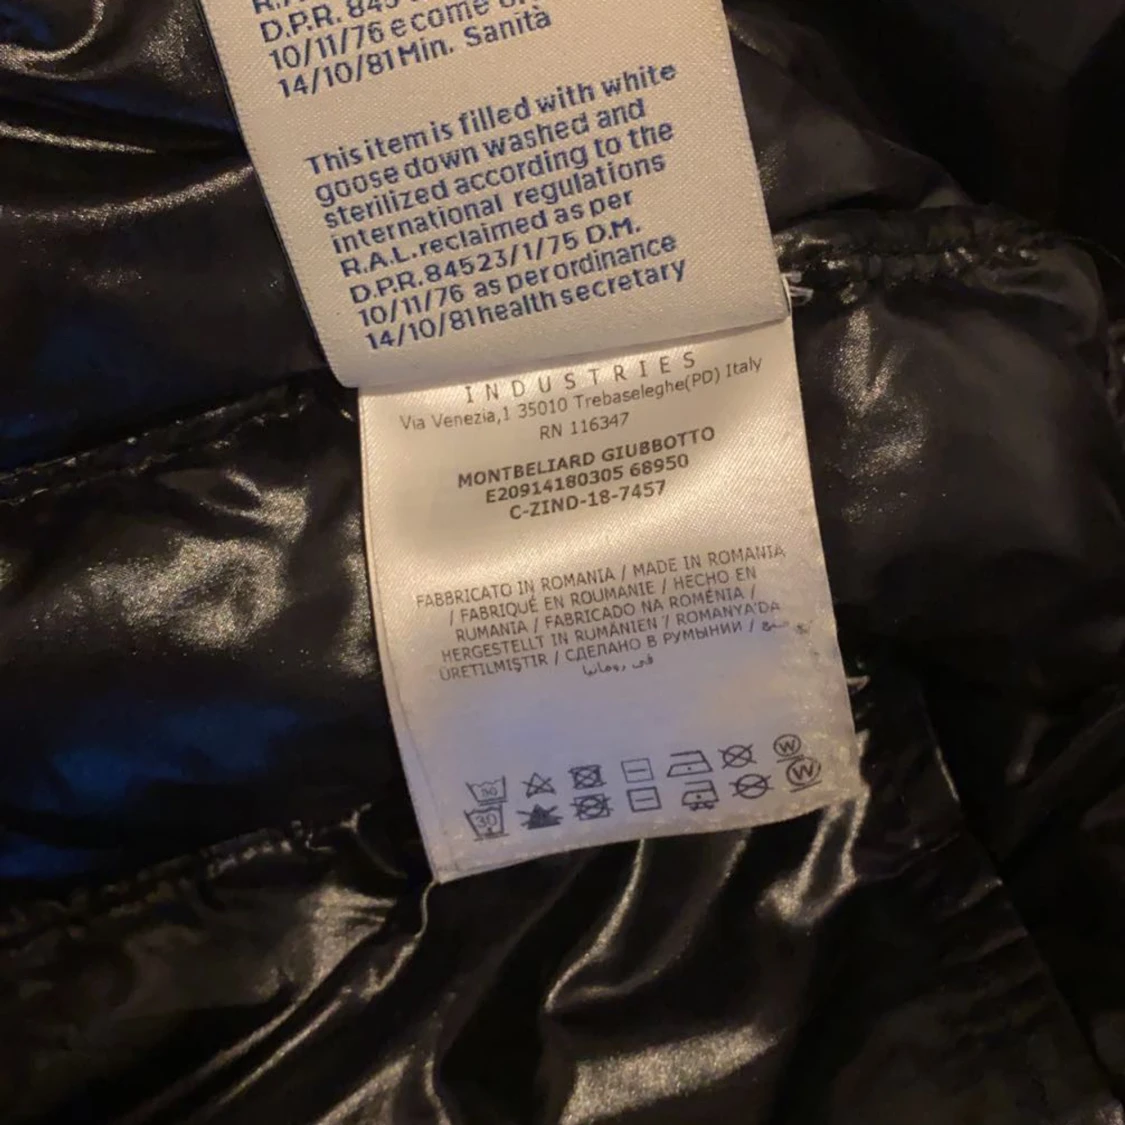 D.P.R.
10/11/76 e come
14/10/81 Min. Sanità
This item is filled with white
goose down washed and
sterilized according to the
international regulations
R.A.L. reclaimed as per
D.P.R. 84523/1/75 D.M.
10/11/76 as per ordinance
14/10/81 health secretary
INDUSTRIES
Via Venezia,1 35010 Trebaseleghe(PD) Italy
RN 116347
MONTBELIARD GIUBBOTTO
E20914180305 68950
C-ZIND-18-7457
FABBRICATO IN ROMANIA / MADE IN ROMANIA
/ FABRIQUÉ EN ROUMANIE / HECHO EN
RUMANIA / FABRICADO NA ROMÉNIA /
HERGESTELLT IN RUMÄNIEN / ROMANYA'DA
ÜRETILMIŞTIR / СДЕЛАНО В РУМЫНИИ /
في رومانيا
30 W
30 W